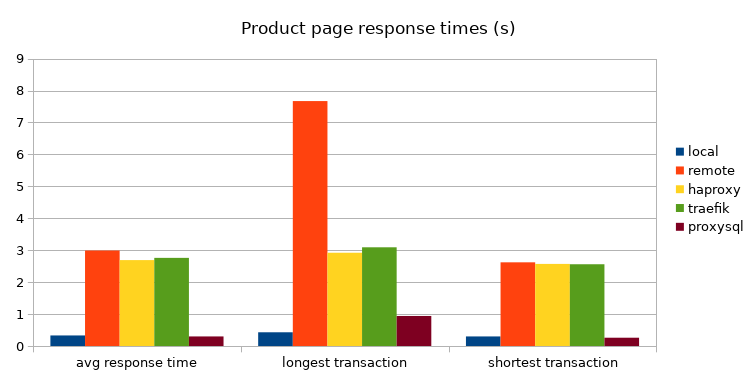 Product page response times (s)
9
8
7
6
5
4
3
2
1
0
avg response time
longest transaction
shortest transaction
local
remote
haproxy
traefik
proxysql